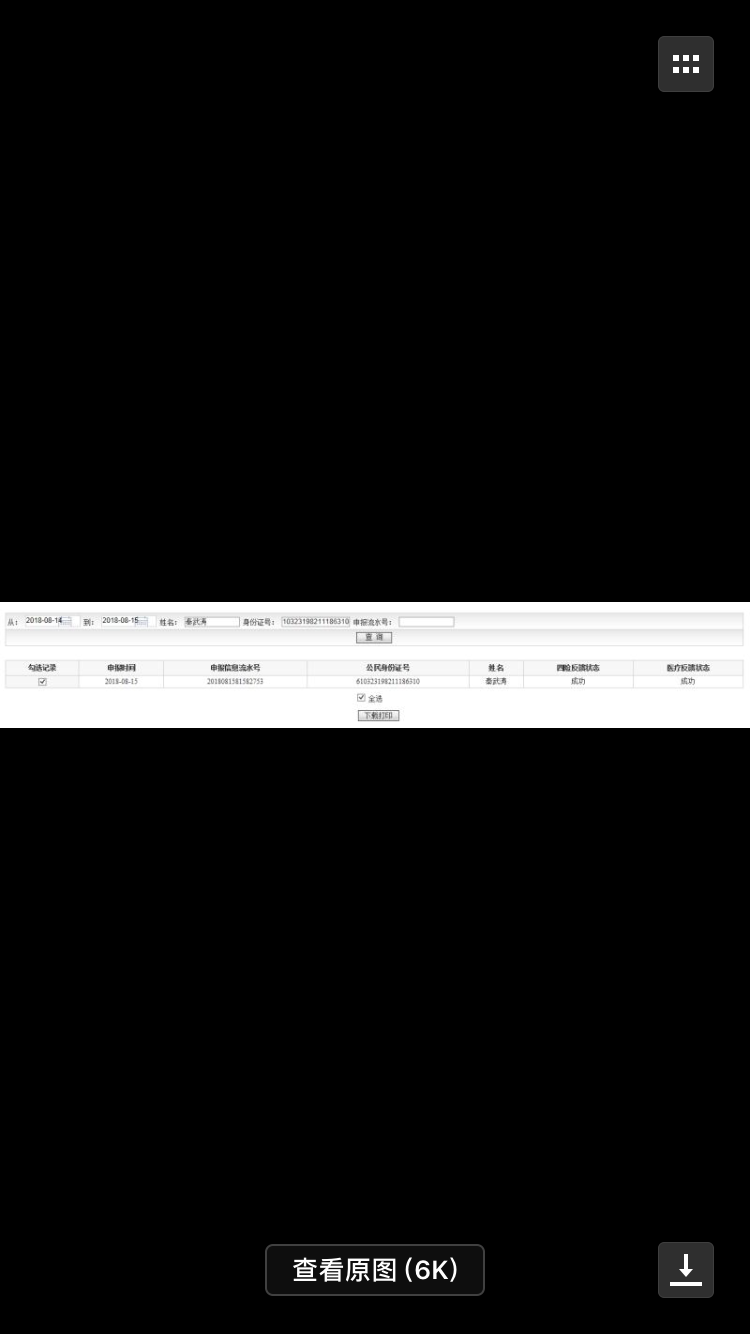 从： 2018-08-14 到： 2018-08-15 姓名： 秦武涛 身份证号： 10323198211186310 申报流水号：
查 询
勾选记录 申报时间 申报信息流水号 公民身份证号 姓名 四险反馈状态 医疗反馈状态
2018-08-15 2018081581582753 610323198211186310 秦武涛 成功 成功
全选
下载打印
查看原图 (6K)